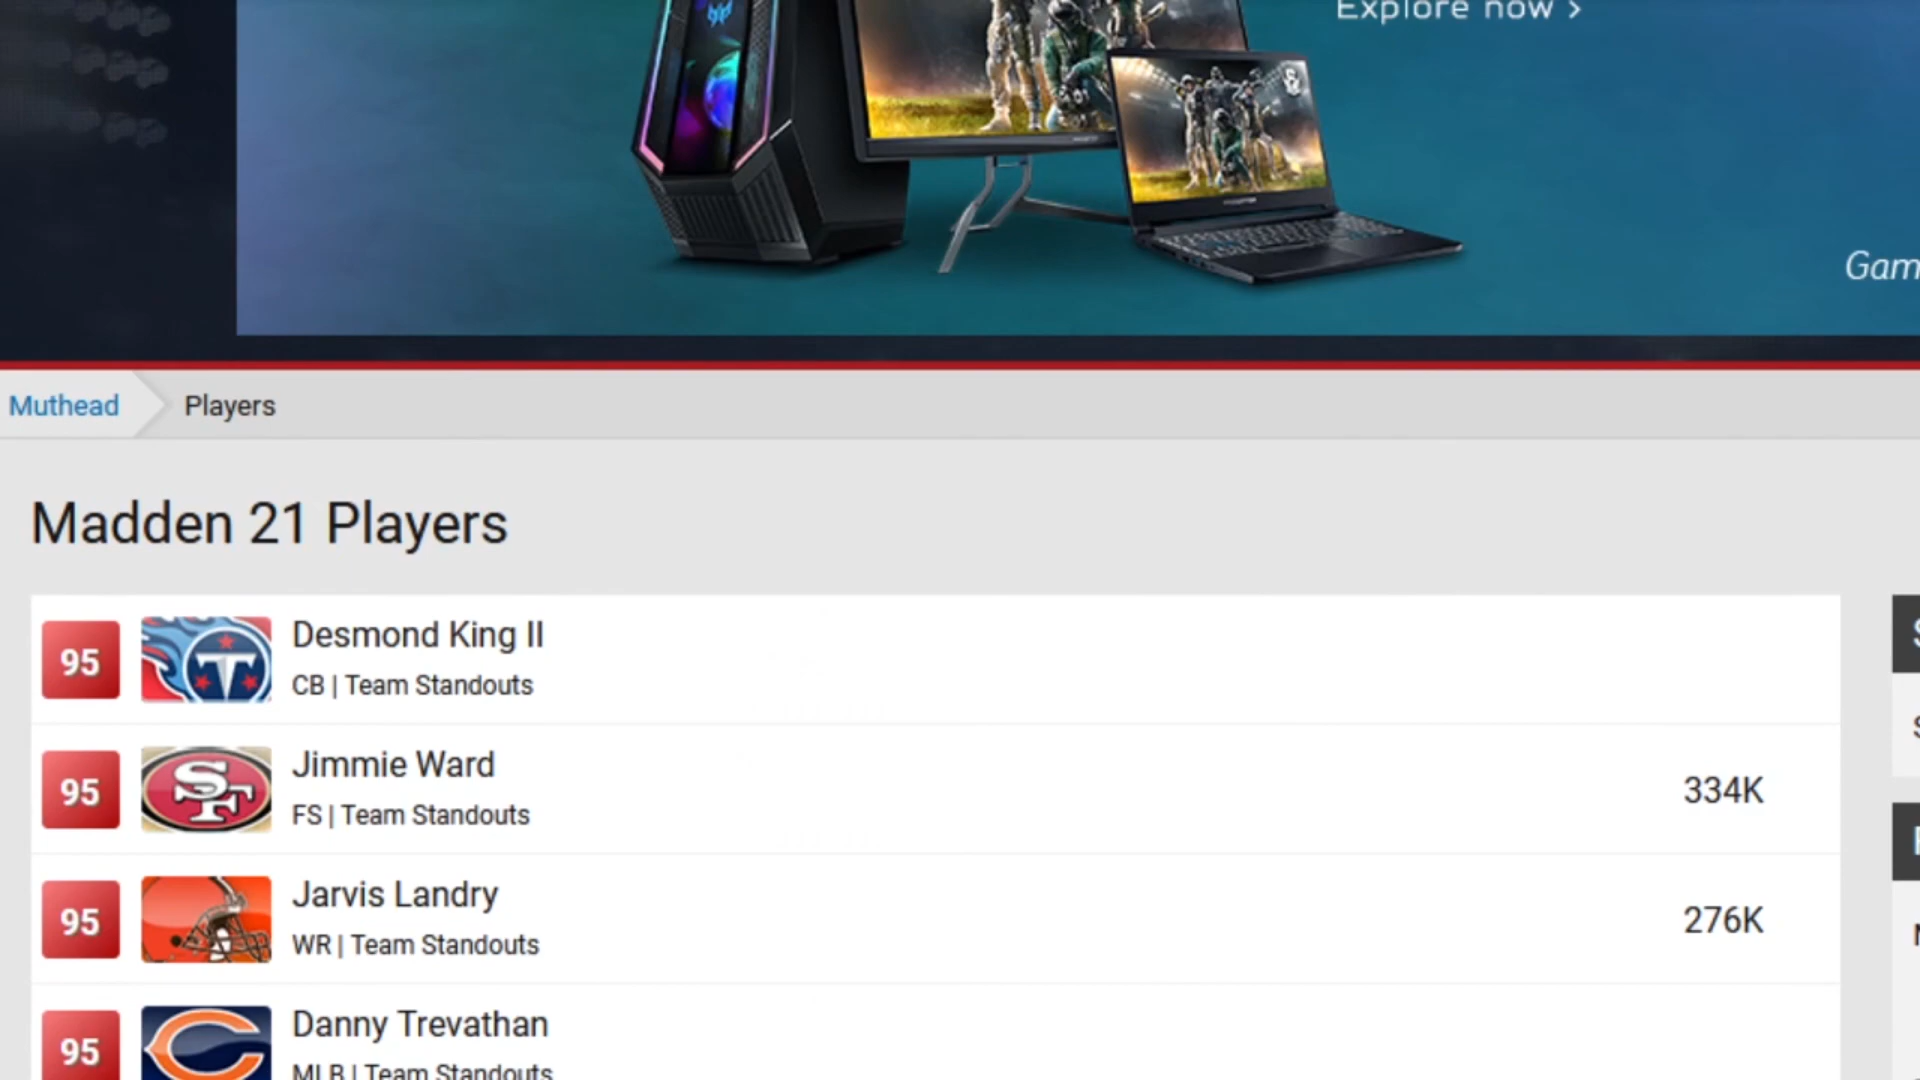 Explore now >
Gam
Muthead
Players
Madden 21 Players
95
Desmond King II
CB | Team Standouts
95
Jimmie Ward
FS | Team Standouts
334K
95
Jarvis Landry
WR | Team Standouts
276K
95
Danny Trevathan
MLB | Team Standouts